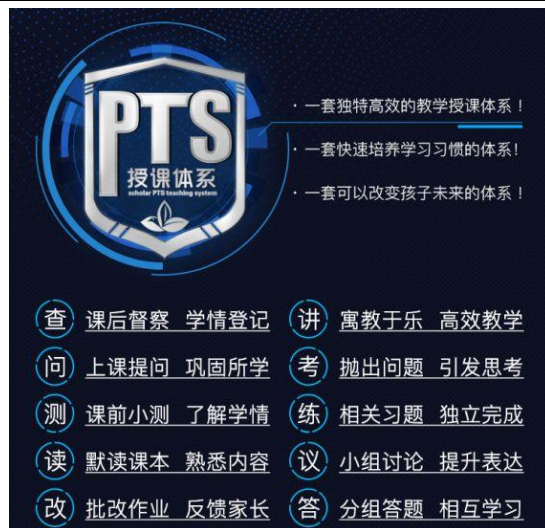 PTS
授课体系
scholar PTS teaching system
· 一套独特高效的教学授课体系！
· 一套快速培养学习习惯的体系！
· 一套可以改变孩子未来的体系！
查 课后督察 学情登记
讲 寓教于乐 高效教学
问 上课提问 巩固所学
考 抛出问题 引发思考
测 课前小测 了解学情
练 相关习题 独立完成
读 默读课本 熟悉内容
议 小组讨论 提升表达
改 批改作业 反馈家长
答 分组答题 相互学习